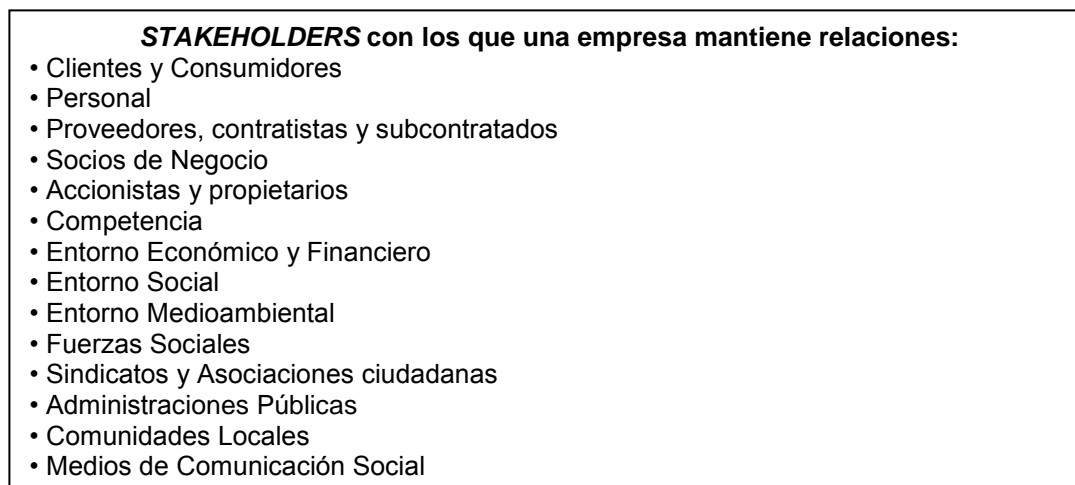 STAKEHOLDERS con los que una empresa mantiene relaciones:
• Clientes y Consumidores
• Personal
• Proveedores, contratistas y subcontratados
• Socios de Negocio
• Accionistas y propietarios
• Competencia
• Entorno Económico y Financiero
• Entorno Social
• Entorno Medioambiental
• Fuerzas Sociales
• Sindicatos y Asociaciones ciudadanas
• Administraciones Públicas
• Comunidades Locales
• Medios de Comunicación Social